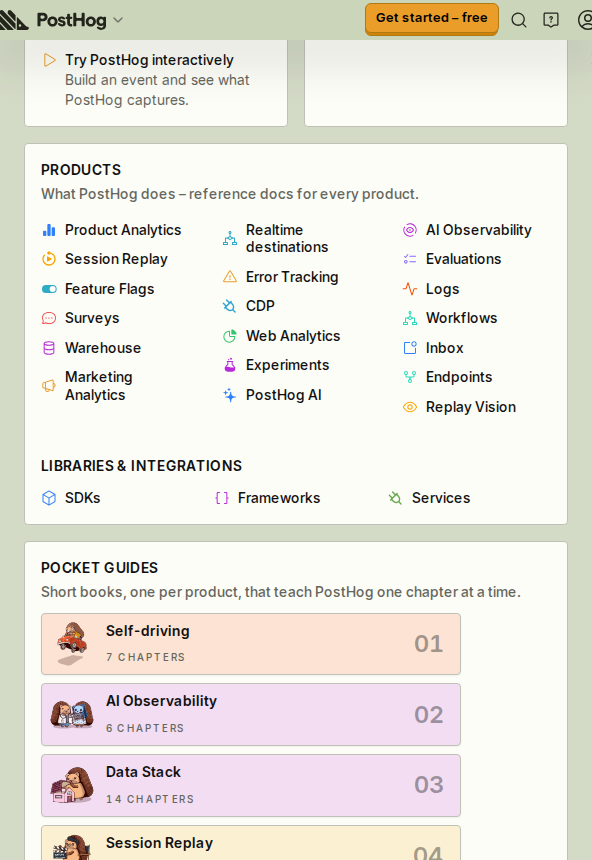 PostHog
Get started – free
Try PostHog interactively
Build an event and see what
PostHog captures.
PRODUCTS
What PostHog does – reference docs for every product.
Product Analytics
Session Replay
Feature Flags
Surveys
Warehouse
Marketing
Analytics
Realtime
destinations
Error Tracking
CDP
Web Analytics
Experiments
PostHog AI
AI Observability
Evaluations
Logs
Workflows
Inbox
Endpoints
Replay Vision
LIBRARIES & INTEGRATIONS
SDKs
Frameworks
Services
POCKET GUIDES
Short books, one per product, that teach PostHog one chapter at a time.
Self-driving
7 CHAPTERS
01
AI Observability
6 CHAPTERS
02
Data Stack
14 CHAPTERS
03
Session Replay
04